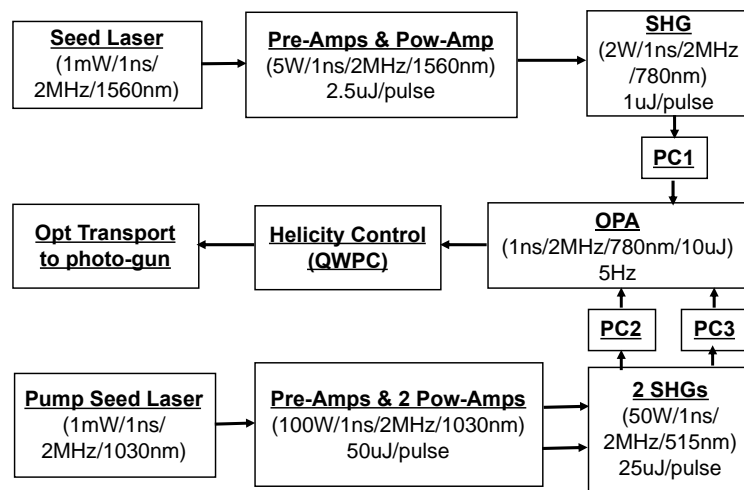 Seed Laser
(1mW/1ns/
2MHz/1560nm)
Pre-Amps & Pow-Amp
(5W/1ns/2MHz/1560nm)
2.5uJ/pulse
SHG
(2W/1ns/2MHz
/780nm)
1uJ/pulse
PC1
Opt Transport
to photo-gun
Helicity Control
(QWPC)
OPA
(1ns/2MHz/780nm/10uJ)
5Hz
PC2
PC3
Pump Seed Laser
(1mW/1ns/
2MHz/1030nm)
Pre-Amps & 2 Pow-Amps
(100W/1ns/2MHz/1030nm)
50uJ/pulse
2 SHGs
(50W/1ns/
2MHz/515nm)
25uJ/pulse